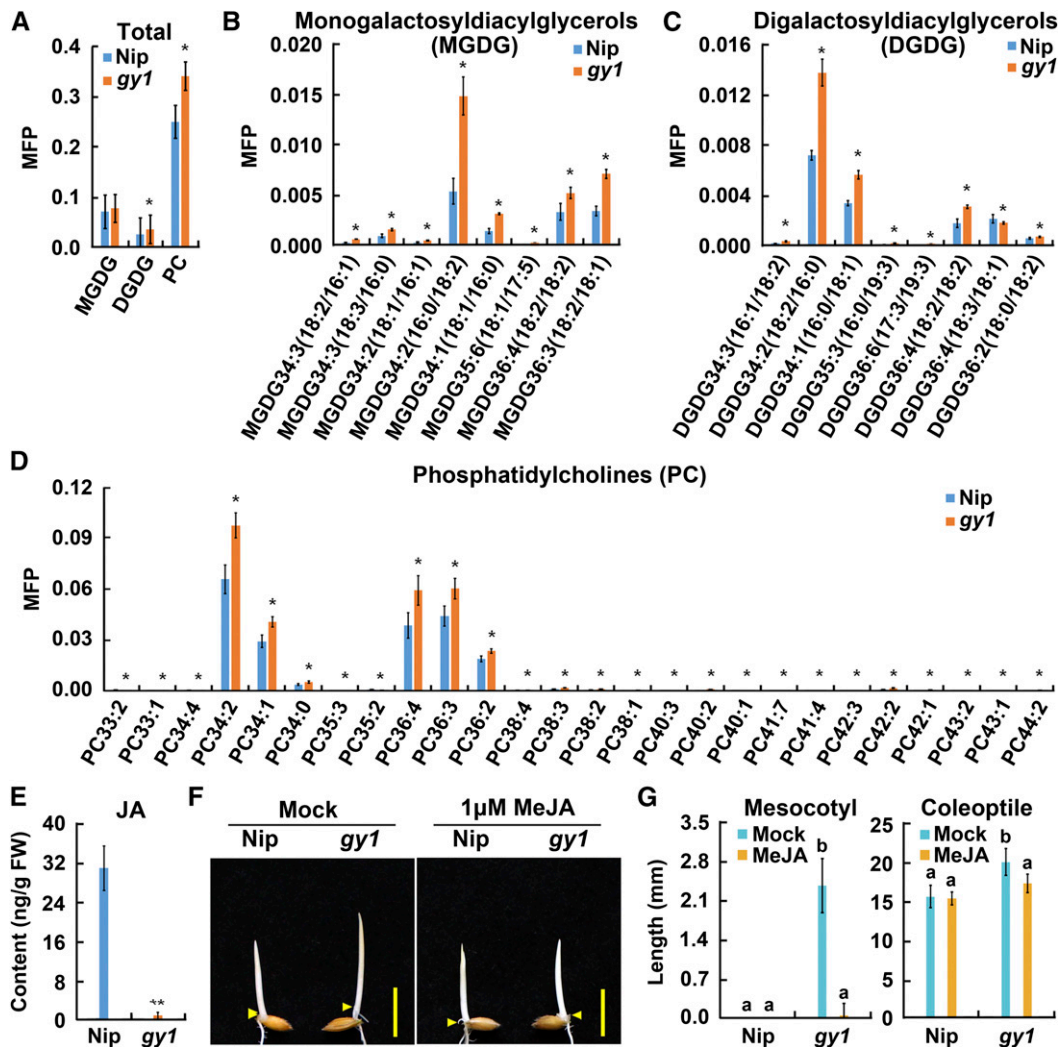 A
Total
Nip
gy1
MFP
0.4
0.3
0.2
0.1
0.0
*
*
MGDG
DGDG
PC
B
Monogalactosyldiacylgycerols
(MGDG)
Nip
gy1
MFP
0.020
0.015
0.010
0.005
0.000
* * * * * * * *
MGDG34:3(18:2/16:1)
MGDG34:3(18:3/16:0)
MGDG34:2(18:1/16:1)
MGDG34:2(16:0/18:2)
MGDG34:1(18:1/16:0)
MGDG35:6(18:1/17:5)
MGDG36:4(18:2/18:2)
MGDG36:3(18:2/18:1)
C
Digalactosyldiacylgycerols
(DGDG)
Nip
gy1
MFP
0.016
0.012
0.008
0.004
0.000
* * * * * * * *
DGDG34:3(16:1/18:2)
DGDG34:2(18:2/16:0)
DGDG34:1(16:0/18:1)
DGDG35:3(16:0/19:3)
DGDG36:6(17:3/19:3)
DGDG36:4(18:2/18:2)
DGDG36:4(18:3/18:1)
DGDG36:2(18:0/18:2)
D
Phosphatidylcholines (PC)
Nip
gy1
MFP
0.12
0.09
0.06
0.03
0.00
* * * * * * * * * * * * * * * * * * * * * * * * * *
PC33:2
PC33:1
PC34:4
PC34:2
PC34:1
PC34:0
PC35:3
PC35:2
PC36:4
PC36:3
PC36:2
PC38:4
PC38:3
PC38:2
PC38:1
PC40:3
PC40:2
PC40:1
PC41:7
PC41:4
PC42:3
PC42:2
PC42:1
PC43:2
PC43:1
PC44:2
E
JA
Content (ng/g FW)
40
32
24
16
8
0
**
Nip gy1
F
Mock 1μM MeJA
Nip gy1 Nip gy1
G
Mesocotyl
Mock
MeJA
Length (mm)
3.5
2.8
2.1
1.4
0.7
0.0
a a b a
Nip gy1
Coleoptile
Mock
MeJA
25
20
15
10
5
0
a a b a
Nip gy1